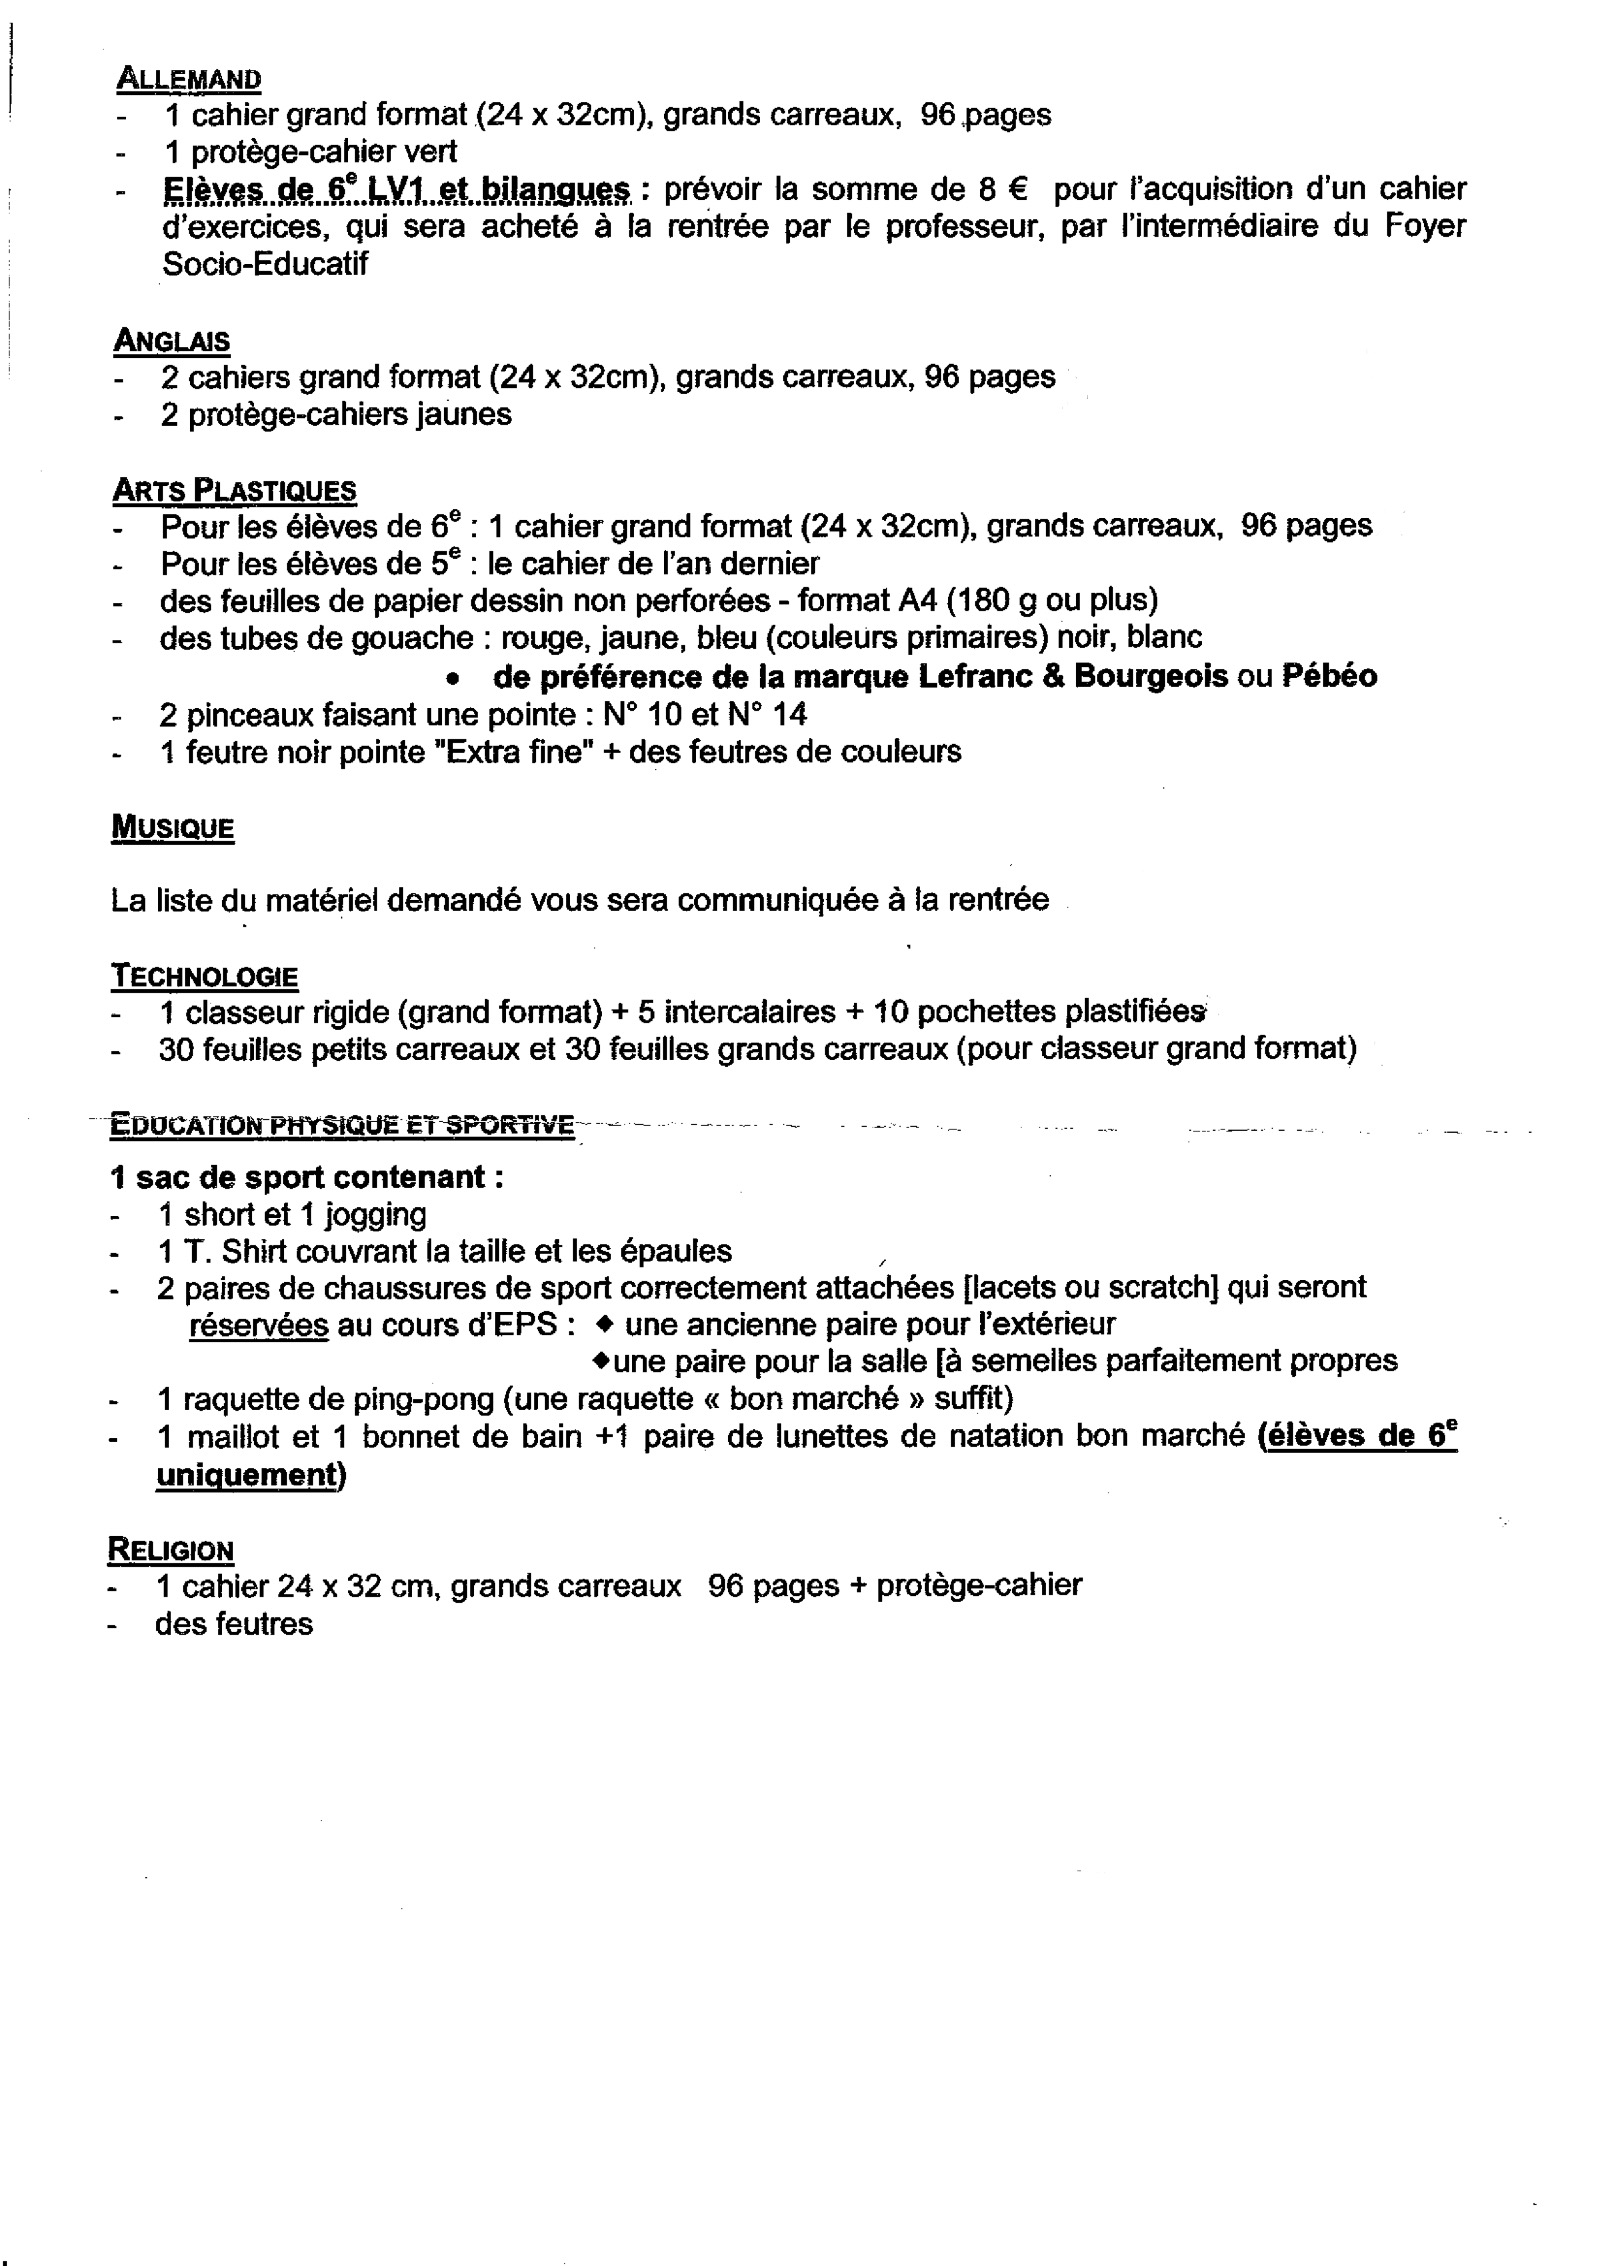 ALLEMAND
- 1 cahier grand format (24 x 32cm), grands carreaux, 96 pages
- 1 protège-cahier vert
- Elèves de 6e LV1 et bilangues : prévoir la somme de 8 € pour l'acquisition d'un cahier
d'exercices, qui sera acheté à la rentrée par le professeur, par l'intermédiaire du Foyer
Socio-Educatif
ANGLAIS
- 2 cahiers grand format (24 x 32cm), grands carreaux, 96 pages
- 2 protège-cahiers jaunes
ARTS PLASTIQUES
- Pour les élèves de 6e : 1 cahier grand format (24 x 32cm), grands carreaux, 96 pages
- Pour les élèves de 5e : le cahier de l'an dernier
- des feuilles de papier dessin non perforées - format A4 (180 g ou plus)
- des tubes de gouache : rouge, jaune, bleu (couleurs primaires) noir, blanc
• de préférence de la marque Lefranc & Bourgeois ou Pébéo
- 2 pinceaux faisant une pointe : N° 10 et N° 14
- 1 feutre noir pointe "Extra fine" + des feutres de couleurs
MUSIQUE
La liste du matériel demandé vous sera communiquée à la rentrée
TECHNOLOGIE
- 1 classeur rigide (grand format) + 5 intercalaires + 10 pochettes plastifiées
- 30 feuilles petits carreaux et 30 feuilles grands carreaux (pour classeur grand format)
EDUCATION PHYSIQUE ET SPORTIVE
1 sac de sport contenant :
- 1 short et 1 jogging
- 1 T. Shirt couvrant la taille et les épaules
- 2 paires de chaussures de sport correctement attachées [lacets ou scratch] qui seront
réservées au cours d'EPS : ◆ une ancienne paire pour l'extérieur
◆une paire pour la salle [à semelles parfaitement propres
- 1 raquette de ping-pong (une raquette « bon marché » suffit)
- 1 maillot et 1 bonnet de bain +1 paire de lunettes de natation bon marché (élèves de 6e
uniquement)
RELIGION
- 1 cahier 24 x 32 cm, grands carreaux 96 pages + protège-cahier
- des feutres